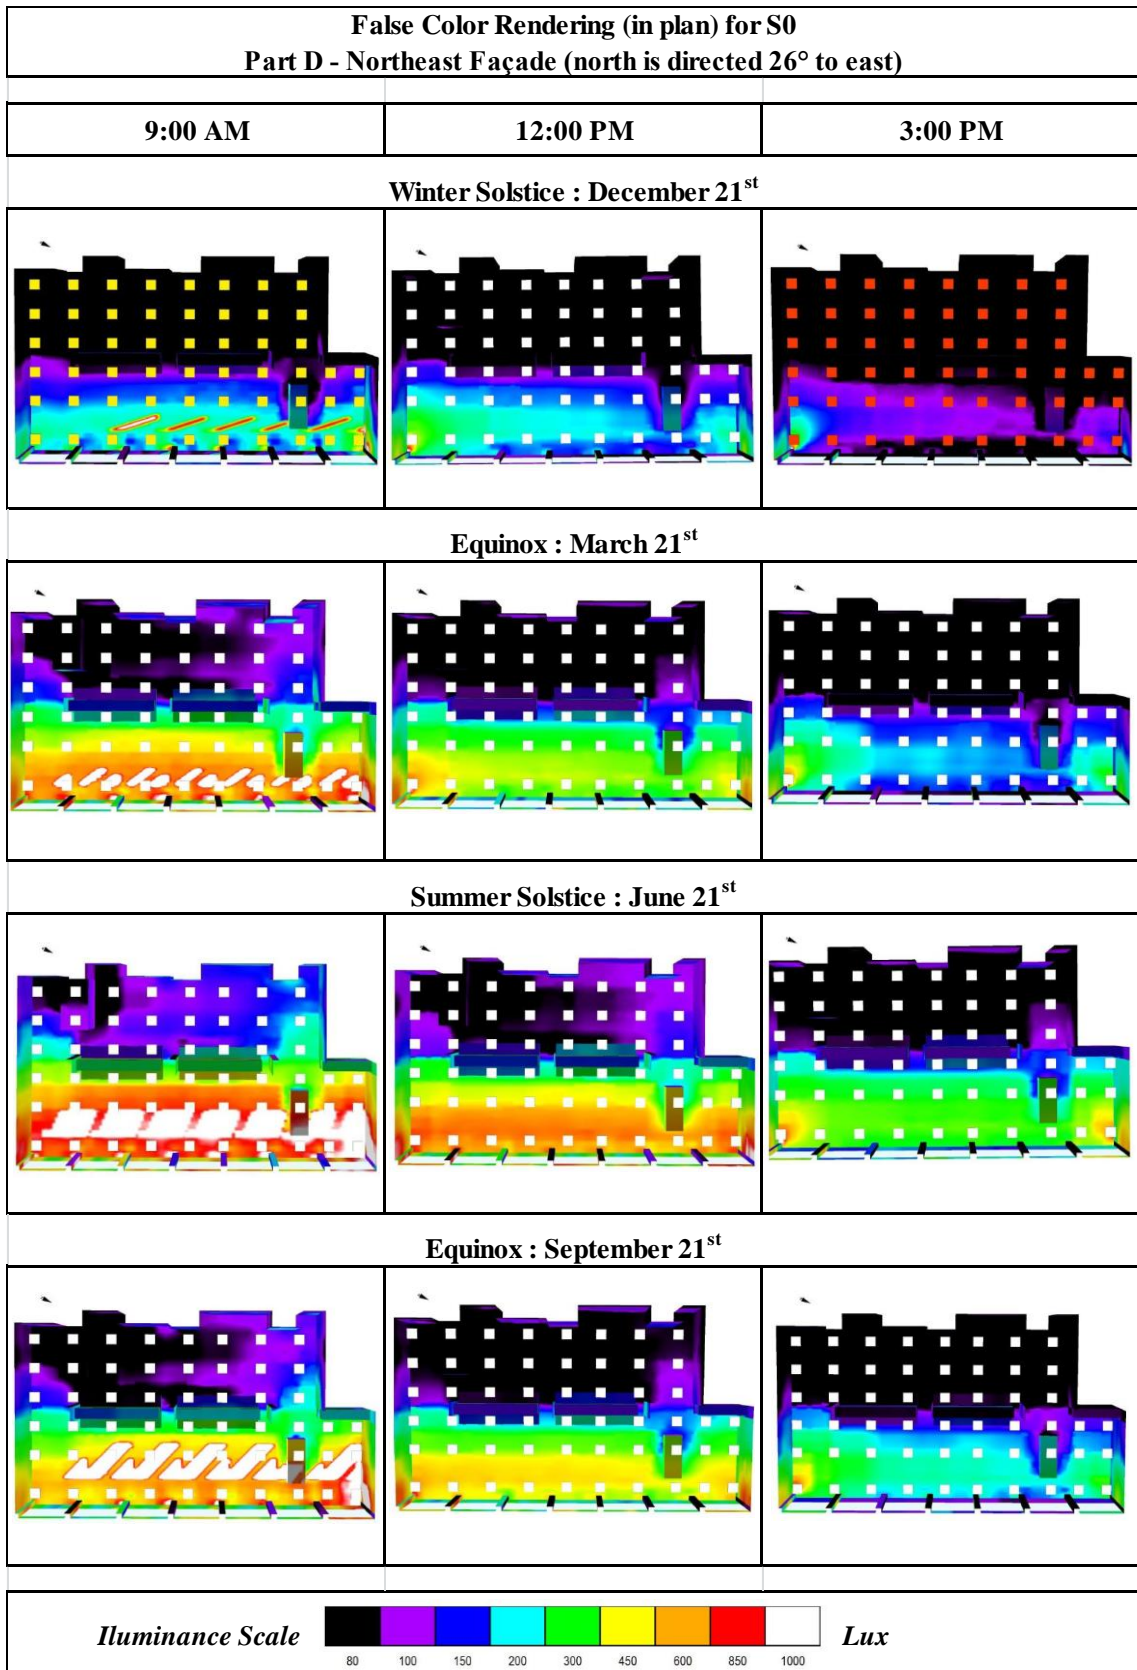 False Color Rendering (in plan) for S0
Part D - Northeast Façade (north is directed 26° to east)
9:00 AM 12:00 PM 3:00 PM
Winter Solstice : December 21st
Equinox : March 21st
Summer Solstice : June 21st
Equinox : September 21st
Iluminance Scale Lux
80 100 150 200 300 450 600 850 1000